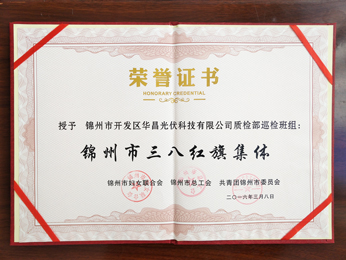 荣誉证书
HONORARY CREDENTIAL
授予 锦州市开发区华昌光伏科技有限公司质检部巡检班组：
锦州市三八红旗集体
锦州市妇女联合会 锦州市总工会 共青团锦州市委员会
二〇一六年三月八日